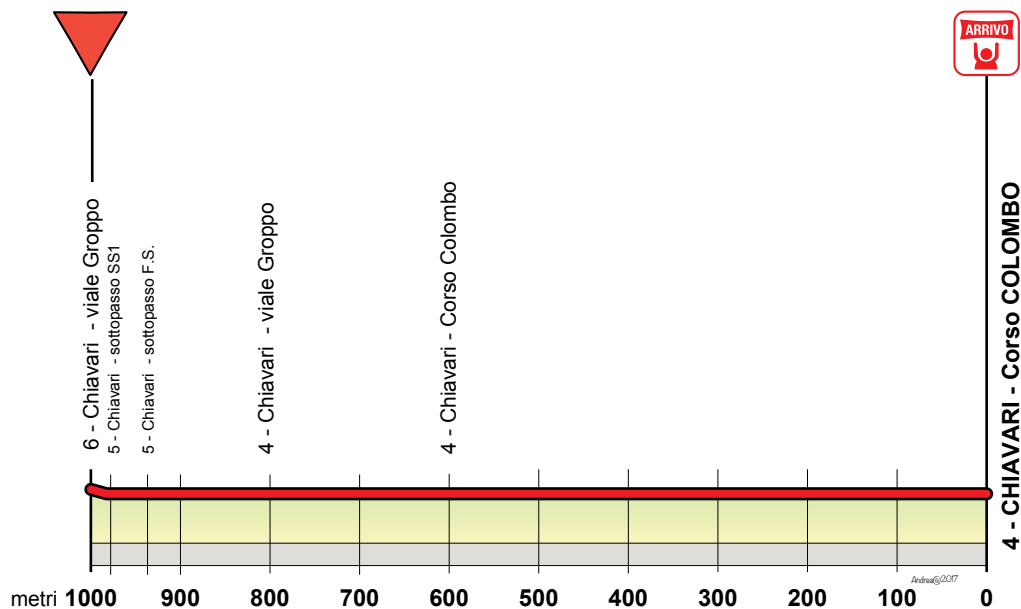 ARRIVO
6 - Chiavari - viale Groppo
5 - Chiavari - sottopasso SS1
5 - Chiavari - sottopasso F.S.
4 - Chiavari - viale Groppo
4 - Chiavari - Corso Colombo
4 - CHIAVARI - Corso COLOMBO
Andrea@2017
metri 1000 900 800 700 600 500 400 300 200 100 0